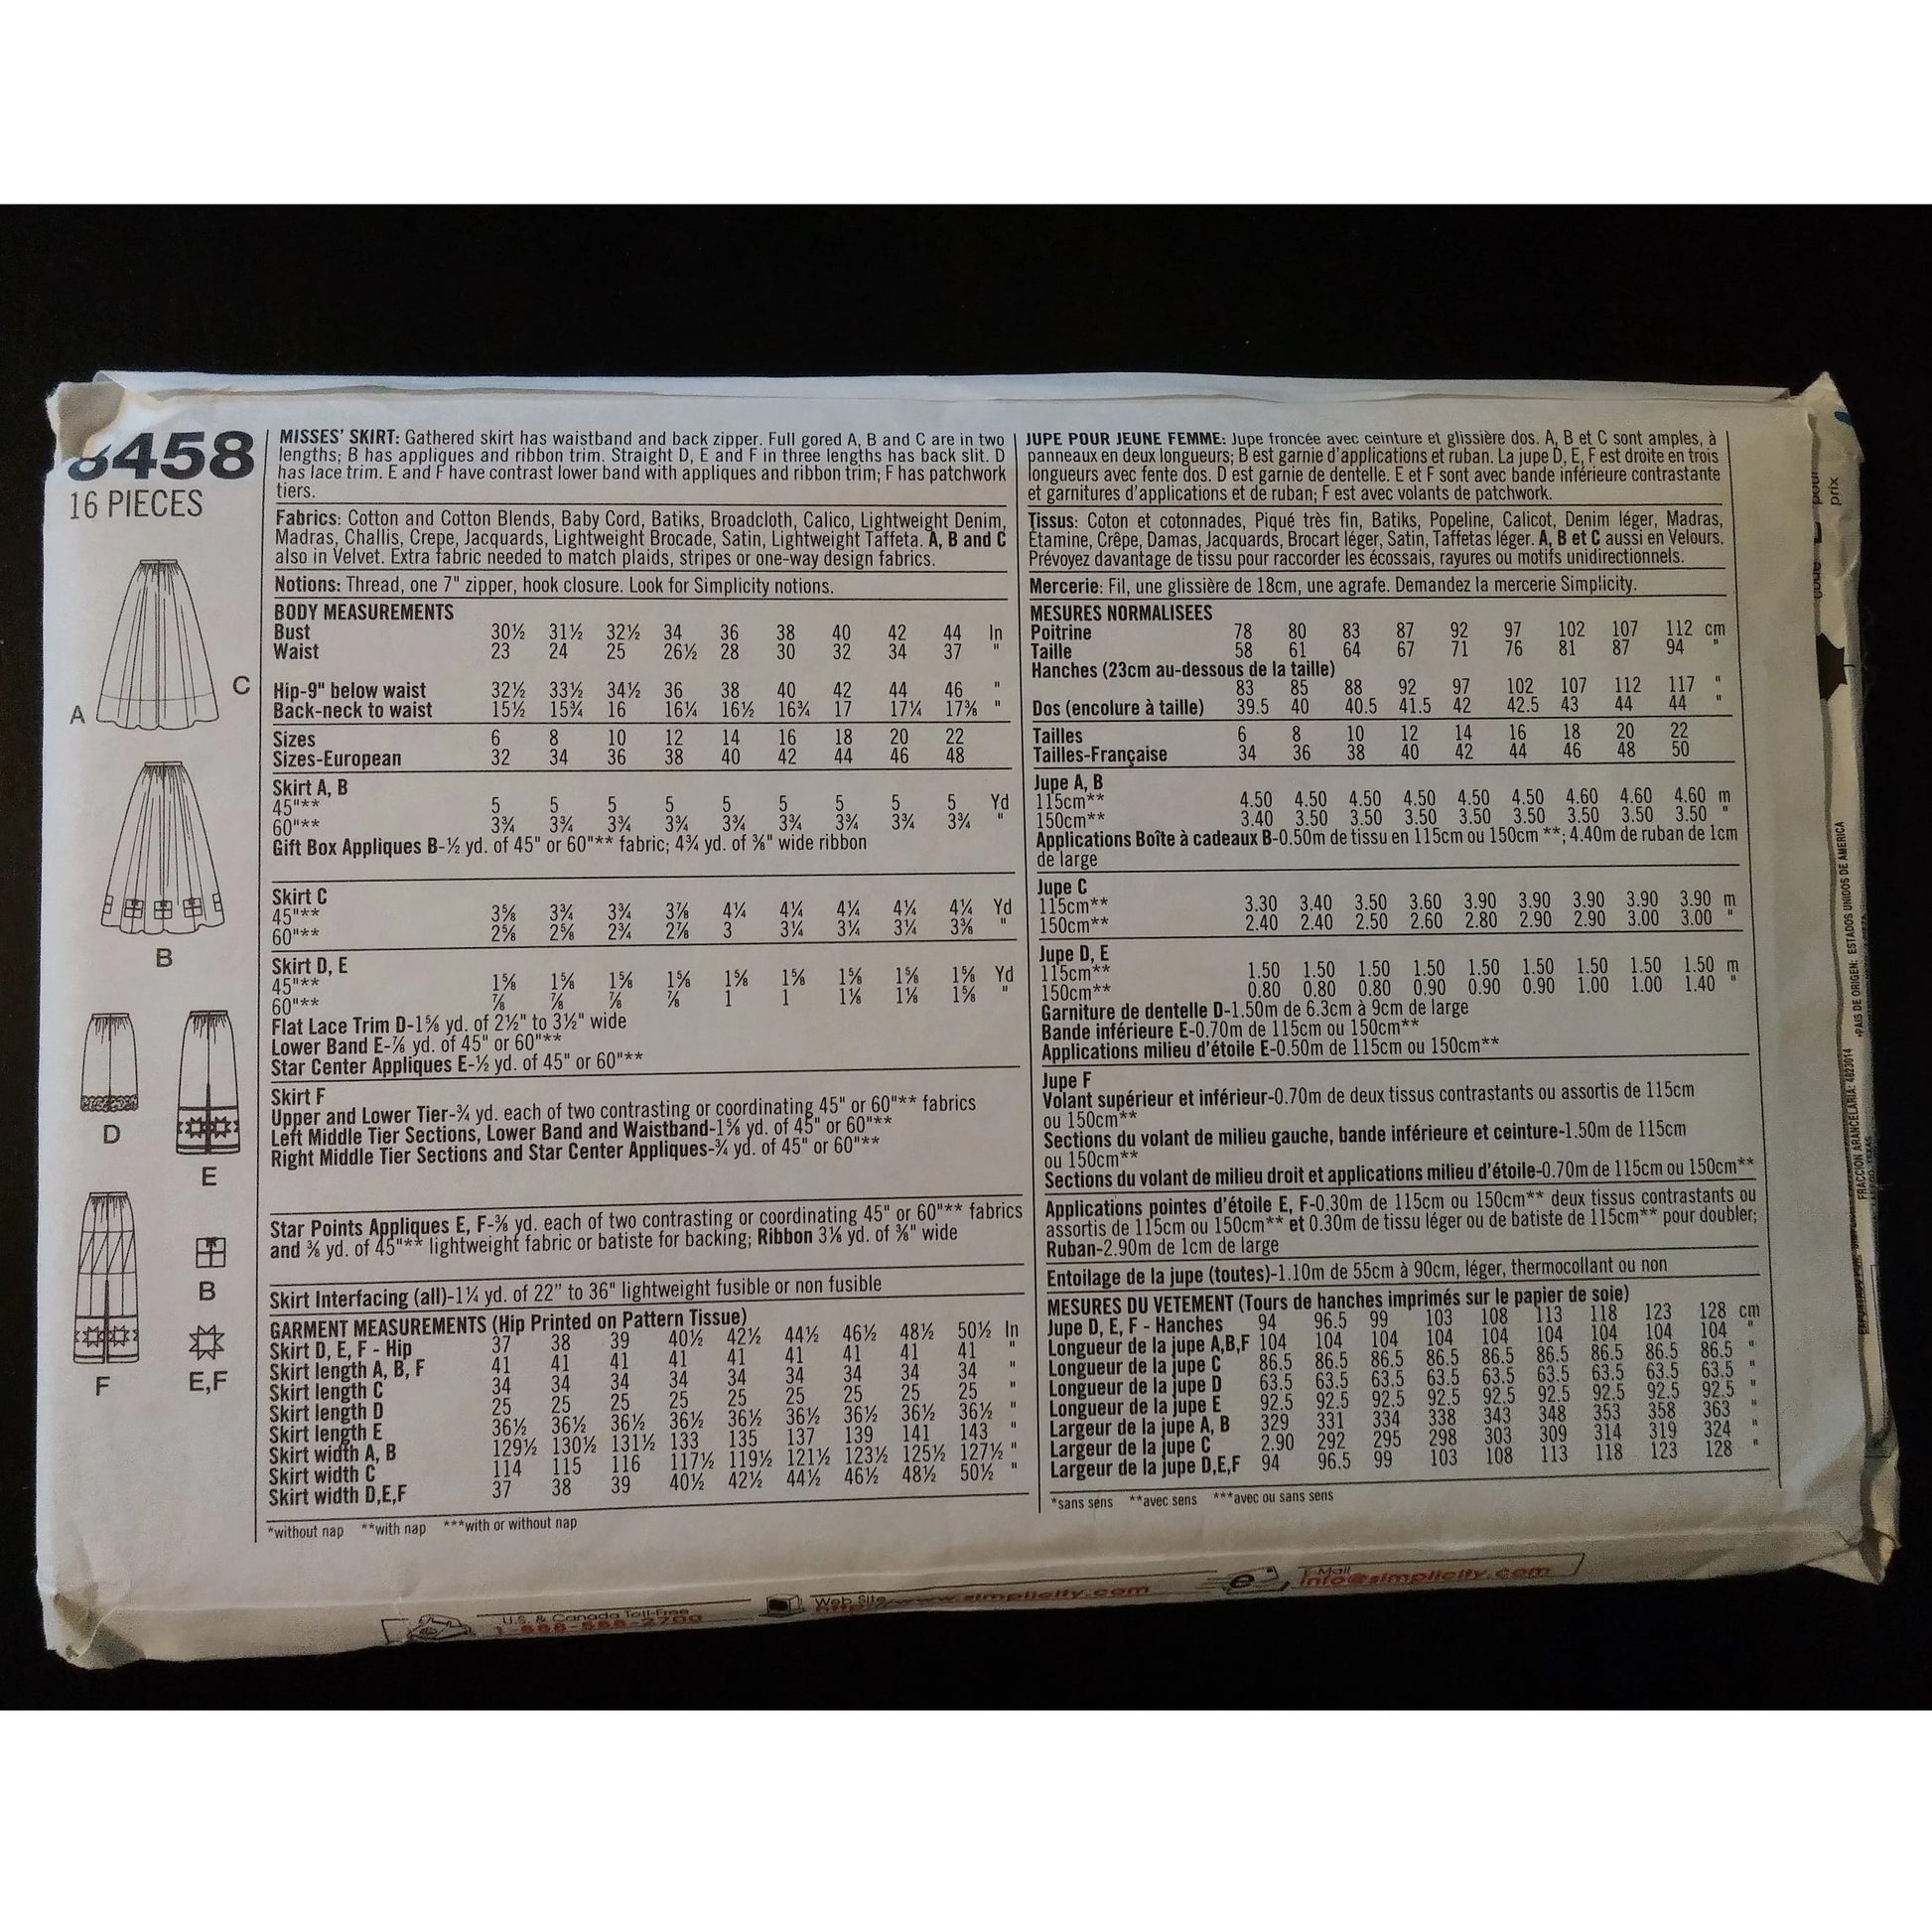 8458
16 PIECES
A
C
B
D
E
F
B
E,F
MISSES' SKIRT: Gathered skirt has waistband and back zipper. Full gored A, B and C are in two
lengths; B has appliques and ribbon trim. Straight D, E and F in three lengths has back slit. D
has lace trim. E and F have contrast lower band with appliques and ribbon trim; F has patchwork
tiers.
Fabrics: Cotton and Cotton Blends, Baby Cord, Batiks, Broadcloth, Calico, Lightweight Denim,
Madras, Challis, Crepe, Jacquards, Lightweight Brocade, Satin, Lightweight Taffeta. A, B and C
also in Velvet. Extra fabric needed to match plaids, stripes or one-way design fabrics.
Notions: Thread, one 7" zipper, hook closure. Look for Simplicity notions.
BODY MEASUREMENTS
Bust 30½ 31½ 32½ 34 36 38 40 42 44 In
Waist 23 24 25 26½ 28 30 32 34 37 "
Hip-9" below waist 32½ 33½ 34½ 36 38 40 42 44 46 "
Back-neck to waist 15½ 15¾ 16 16¼ 16½ 16¾ 17 17¼ 17⅜ "
Sizes 6 8 10 12 14 16 18 20 22
Sizes-European 32 34 36 38 40 42 44 46 48
Skirt A, B
45"** 5 5 5 5 5 5 5 5 5 Yd
60"** 3¾ 3¾ 3¾ 3¾ 3¾ 3¾ 3¾ 3¾ 3¾ "
Gift Box Appliques B-½ yd. of 45" or 60"** fabric; 4¾ yd. of ⅜" wide ribbon
Skirt C
45"** 3⅝ 3¾ 3¾ 3⅞ 4¼ 4¼ 4¼ 4¼ 4¼ Yd
60"** 2⅝ 2⅝ 2¾ 2⅞ 3 3¼ 3¼ 3¼ 3⅜ "
Skirt D, E
45"** 1⅝ 1⅝ 1⅝ 1⅝ 1⅝ 1⅝ 1⅝ 1⅝ 1⅝ Yd
60"** ⅞ ⅞ ⅞ ⅞ 1 1 1⅛ 1⅛ 1⅝ "
Flat Lace Trim D-1⅝ yd. of 2½" to 3½" wide
Lower Band E-⅞ yd. of 45" or 60"**
Star Center Appliques E-½ yd. of 45" or 60"**
Skirt F
Upper and Lower Tier-¾ yd. each of two contrasting or coordinating 45" or 60"** fabrics
Left Middle Tier Sections, Lower Band and Waistband-1⅝ yd. of 45" or 60"**
Right Middle Tier Sections and Star Center Appliques-¾ yd. of 45" or 60"**
Star Points Appliques E, F-⅜ yd. each of two contrasting or coordinating 45" or 60"** fabrics
and ⅜ yd. of 45"** lightweight fabric or batiste for backing; Ribbon 3⅛ yd. of ⅜" wide
Skirt Interfacing (all)-1¼ yd. of 22" to 36" lightweight fusible or non fusible
GARMENT MEASUREMENTS (Hip Printed on Pattern Tissue)
Skirt D, E, F - Hip 37 38 39 40½ 42½ 44½ 46½ 48½ 50½ In
Skirt length A, B, F 41 41 41 41 41 41 41 41 41 "
Skirt length C 34 34 34 34 34 34 34 34 34 "
Skirt length D 25 25 25 25 25 25 25 25 25 "
Skirt length E 36½ 36½ 36½ 36½ 36½ 36½ 36½ 36½ 36½ "
Skirt width A, B 129½ 130½ 131½ 133 135 137 139 141 143 "
Skirt width C 114 115 116 117½ 119½ 121½ 123½ 125½ 127½ "
Skirt width D,E,F 37 38 39 40½ 42½ 44½ 46½ 48½ 50½ "
*without nap **with nap ***with or without nap
JUPE POUR JEUNE FEMME: Jupe froncée avec ceinture et glissière dos. A, B et C sont amples, à
panneaux en deux longueurs; B est garnie d'applications et ruban. La jupe D, E, F est droite en trois
longueurs avec fente dos. D est garnie de dentelle. E et F sont avec bande inférieure contrastante
et garnitures d'applications et de ruban; F est avec volants de patchwork.
Tissus: Coton et cotonnades, Piqué très fin, Batiks, Popeline, Calicot, Denim léger, Madras,
Étamine, Crêpe, Damas, Jacquards, Brocart léger, Satin, Taffetas léger. A, B et C aussi en Velours.
Prévoyez davantage de tissu pour raccorder les écossais, rayures ou motifs unidirectionnels.
Mercerie: Fil, une glissière de 18cm, une agrafe. Demandez la mercerie Simplicity.
MESURES NORMALISEES
Poitrine 78 80 83 87 92 97 102 107 112 cm
Taille 58 61 64 67 71 76 81 87 94 "
Hanches (23cm au-dessous de la taille)
83 85 88 92 97 102 107 112 117 "
Dos (encolure à taille) 39.5 40 40.5 41.5 42 42.5 43 44 44 "
Tailles 6 8 10 12 14 16 18 20 22
Tailles-Française 34 36 38 40 42 44 46 48 50
Jupe A, B
115cm** 4.50 4.50 4.50 4.50 4.50 4.50 4.60 4.60 4.60 m
150cm** 3.40 3.50 3.50 3.50 3.50 3.50 3.50 3.50 3.50 "
Applications Boîte à cadeaux B-0.50m de tissu en 115cm ou 150cm **; 4.40m de ruban de 1cm
de large
Jupe C
115cm** 3.30 3.40 3.50 3.60 3.90 3.90 3.90 3.90 3.90 m
150cm** 2.40 2.40 2.50 2.60 2.80 2.90 2.90 3.00 3.00 "
Jupe D, E
115cm** 1.50 1.50 1.50 1.50 1.50 1.50 1.50 1.50 1.50 m
150cm** 0.80 0.80 0.80 0.90 0.90 0.90 1.00 1.00 1.40 "
Garniture de dentelle D-1.50m de 6.3cm à 9cm de large
Bande inférieure E-0.70m de 115cm ou 150cm**
Applications milieu d'étoile E-0.50m de 115cm ou 150cm**
Jupe F
Volant supérieur et inférieur-0.70m de deux tissus contrastants ou assortis de 115cm
ou 150cm**
Sections du volant de milieu gauche, bande inférieure et ceinture-1.50m de 115cm
ou 150cm**
Sections du volant de milieu droit et applications milieu d'étoile-0.70m de 115cm ou 150cm**
Applications pointes d'étoile E, F-0.30m de 115cm ou 150cm** deux tissus contrastants ou
assortis de 115cm ou 150cm** et 0.30m de tissu léger ou de batiste de 115cm** pour doubler;
Ruban-2.90m de 1cm de large
Entoilage de la jupe (toutes)-1.10m de 55cm à 90cm, léger, thermocollant ou non
MESURES DU VETEMENT (Tours de hanches imprimés sur le papier de soie)
Jupe D, E, F - Hanches 94 96.5 99 103 108 113 118 123 128 cm
Longueur de la jupe A,B,F 104 104 104 104 104 104 104 104 104 "
Longueur de la jupe C 86.5 86.5 86.5 86.5 86.5 86.5 86.5 86.5 86.5 "
Longueur de la jupe D 63.5 63.5 63.5 63.5 63.5 63.5 63.5 63.5 63.5 "
Longueur de la jupe E 92.5 92.5 92.5 92.5 92.5 92.5 92.5 92.5 92.5 "
Largeur de la jupe A, B 329 331 334 338 343 348 353 358 363 "
Largeur de la jupe C 2.90 292 295 298 303 309 314 319 324 "
Largeur de la jupe D,E,F 94 96.5 99 103 108 113 118 123 128 "
*sans sens **avec sens ***avec ou sans sens
prix
PAIS DE ORIGEN: ESTADOS UNIDOS DE AMERICA
FRACCION ARANCELARIA: 4823014
U.S. & Canada Toll-Free
1-888-588-2700
Web Site
http://www.simplicity.com
e
Mail
info@simplicity.com